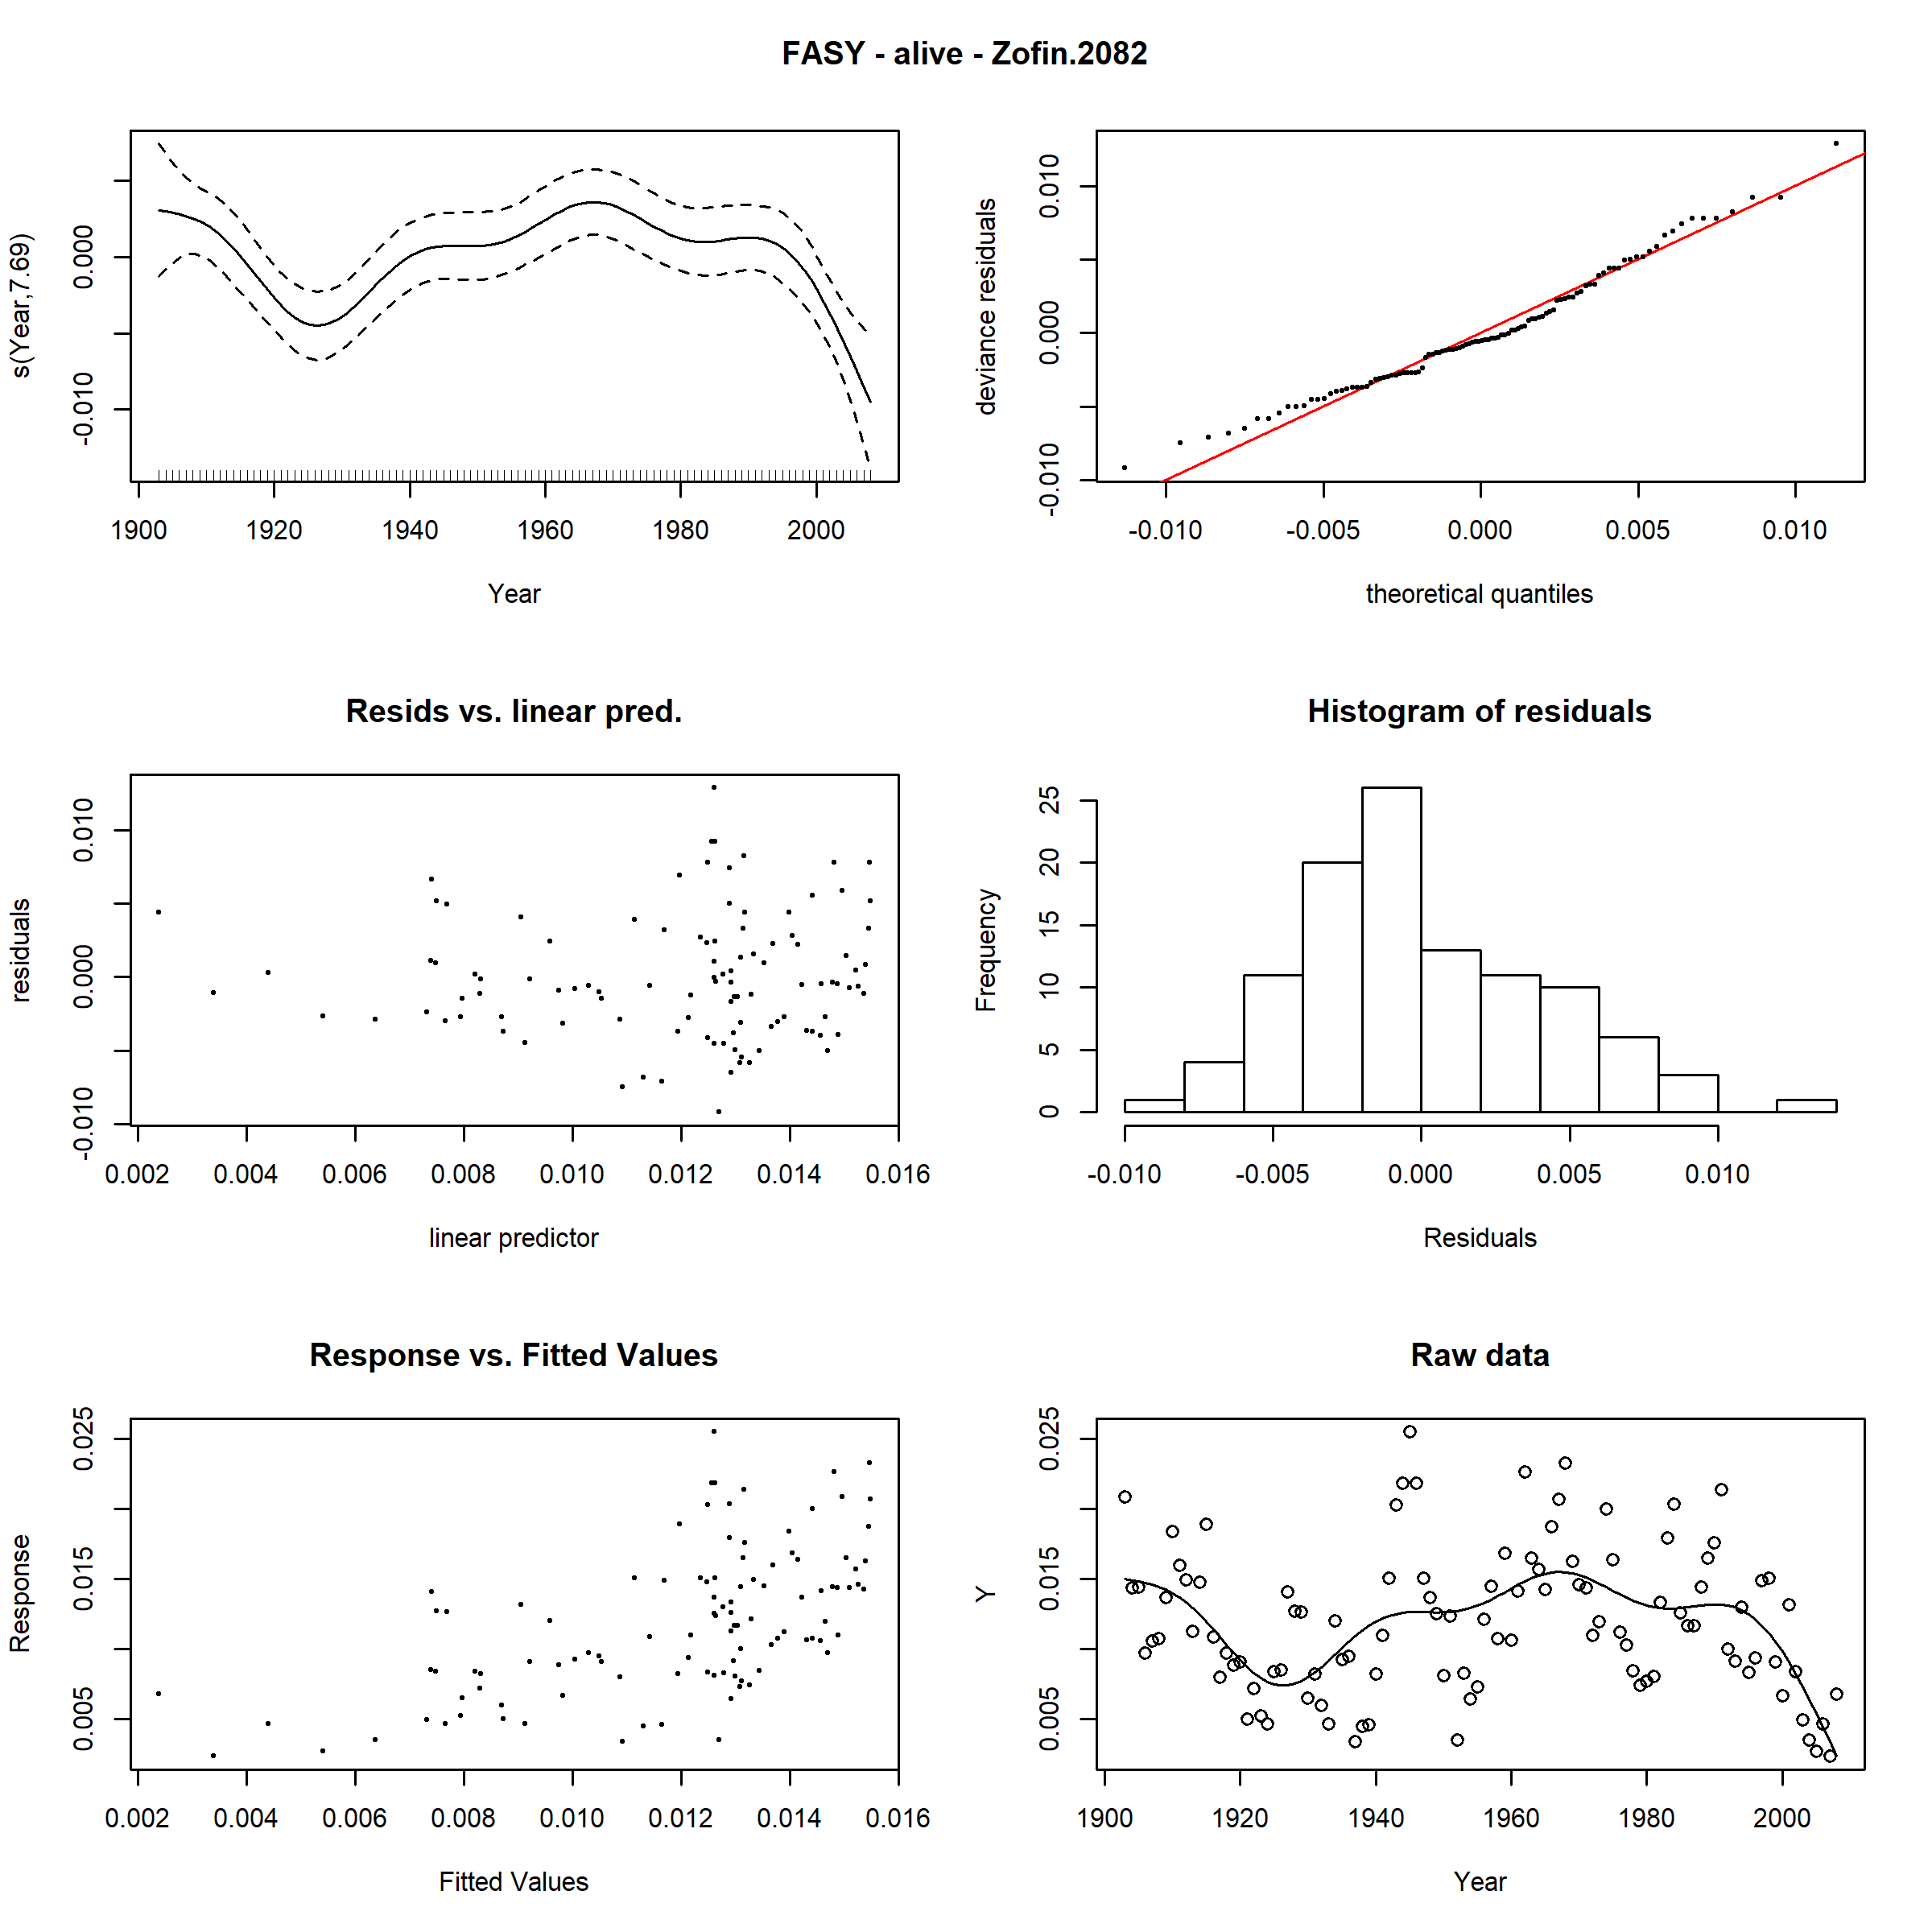 FASY - alive - Zofin.2082
s(Year,7.69)
-0.010 0.000
1900 1920 1940 1960 1980 2000
Year
deviance residuals
-0.010 0.000 0.010
-0.010 -0.005 0.000 0.005 0.010
theoretical quantiles
Resids vs. linear pred.
residuals
-0.010 0.000 0.010
0.002 0.004 0.006 0.008 0.010 0.012 0.014 0.016
linear predictor
Histogram of residuals
Frequency
0 5 10 15 20 25
-0.010 -0.005 0.000 0.005 0.010
Residuals
Response vs. Fitted Values
Response
0.005 0.015 0.025
0.002 0.004 0.006 0.008 0.010 0.012 0.014 0.016
Fitted Values
Raw data
Y
0.005 0.015 0.025
1900 1920 1940 1960 1980 2000
Year